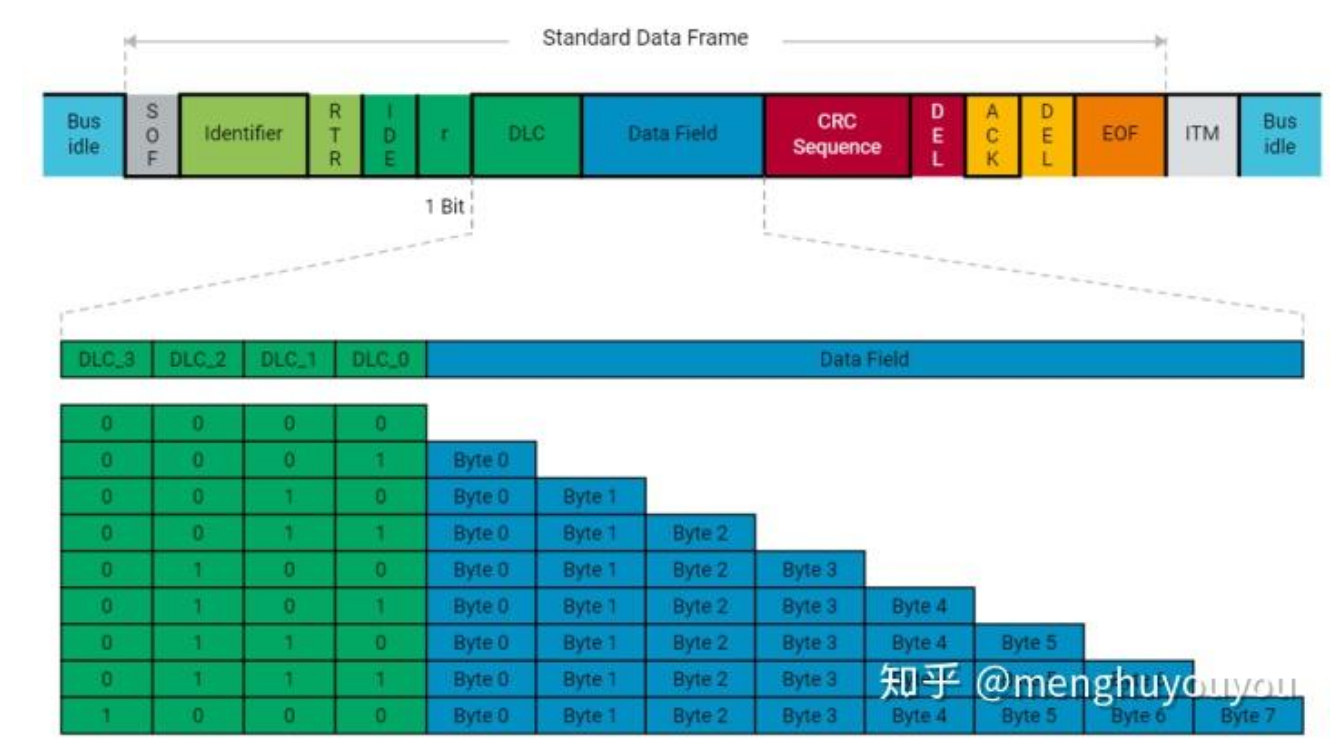 Standard Data Frame
Bus idle SOF Identifier RTR IDE r DLC Data Field CRC Sequence DEL ACK DEL EOF ITM Bus idle
1 Bit
DLC_3 DLC_2 DLC_1 DLC_0 Data Field
0 0 0 0
0 0 0 1 Byte 0
0 0 1 0 Byte 0 Byte 1
0 0 1 1 Byte 0 Byte 1 Byte 2
0 1 0 0 Byte 0 Byte 1 Byte 2 Byte 3
0 1 0 1 Byte 0 Byte 1 Byte 2 Byte 3 Byte 4
0 1 1 0 Byte 0 Byte 1 Byte 2 Byte 3 Byte 4 Byte 5
0 1 1 1 Byte 0 Byte 1 Byte 2 Byte 3
知乎 @menghuyouyou
1 0 0 0 Byte 0 Byte 1 Byte 2 Byte 3 Byte 4 Byte 5 Byte 6 Byte 7